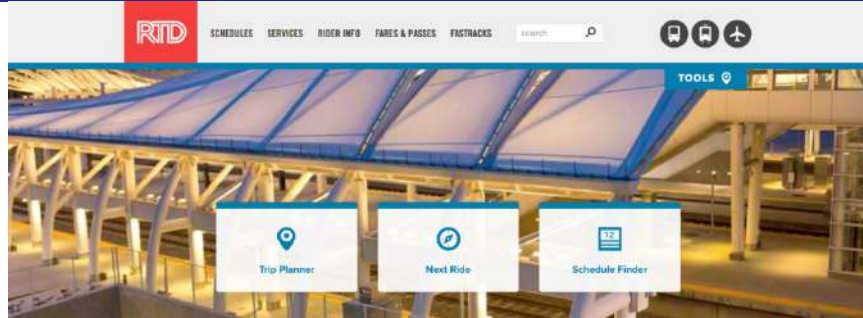 RTD
SCHEDULES SERVICES RIDER INFO FARES & PASSES FASTRACKS search
TOOLS
12
Trip Planner Next Ride Schedule Finder